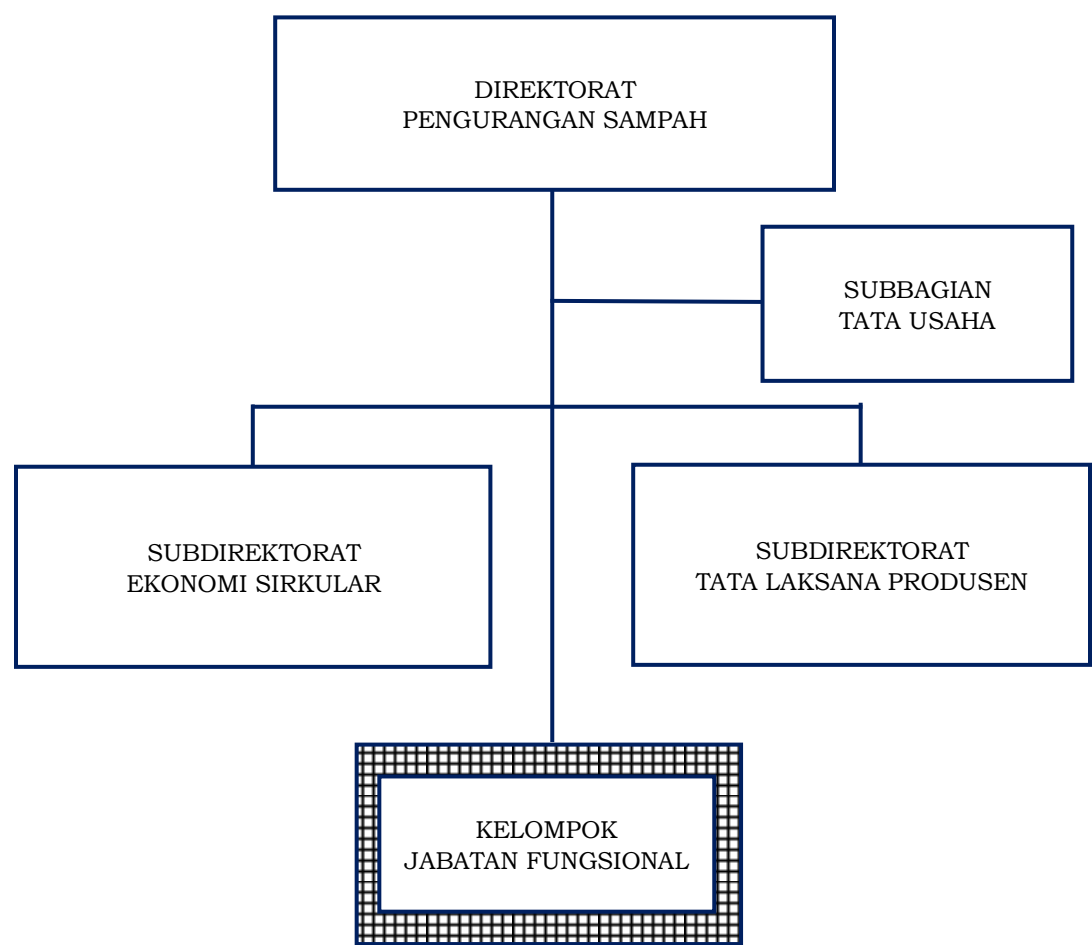 DIREKTORAT
PENGURANGAN SAMPAH
SUBBAGIAN
TATA USAHA
SUBDIREKTORAT
EKONOMI SIRKULAR
SUBDIREKTORAT
TATA LAKSANA PRODUSEN
KELOMPOK
JABATAN FUNGSIONAL